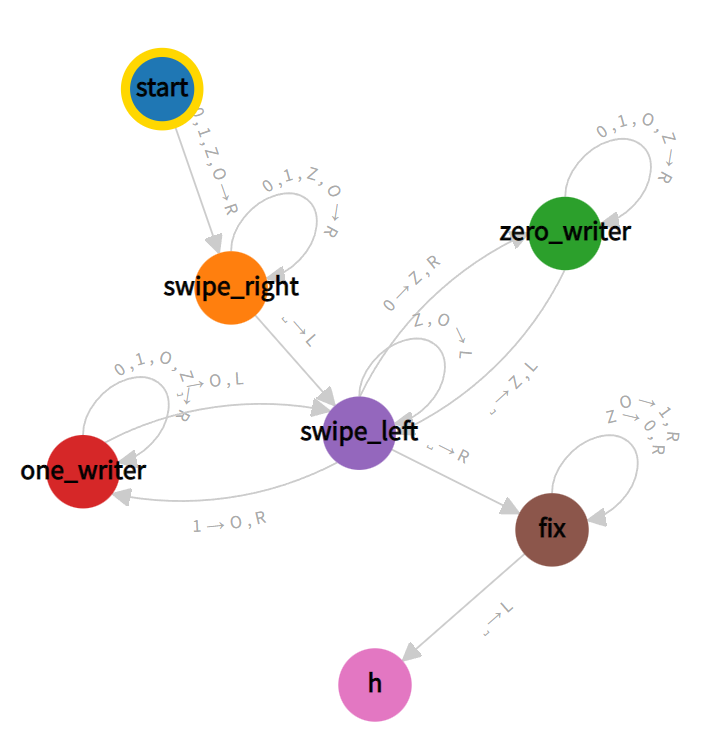 start
0,1,Z,O→R
swipe_right
0,1,Z,O→R
␣→L
zero_writer
0,1,O,Z→R
0→Z,R
␣→Z,L
swipe_left
Z,O→L
␣→R
one_writer
0,1,O,Z→R
␣→O,L
1→O,R
fix
O→1,R
Z→0,R
␣→L
h